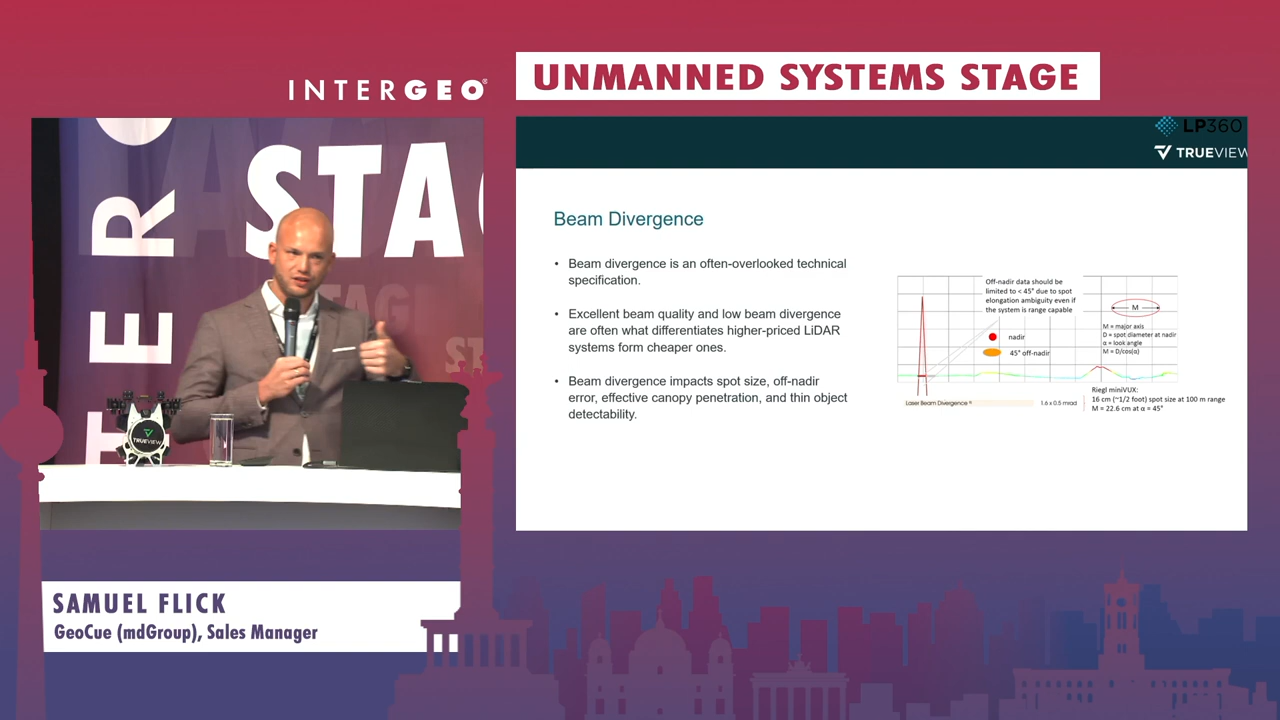 INTERGEO®
UNMANNED SYSTEMS STAGE
INTERGEO
STAG
STAG
ST
TRUEVIEW
LP360
TRUEVIEW
Beam Divergence
• Beam divergence is an often-overlooked technical
specification.
• Excellent beam quality and low beam divergence
are often what differentiates higher-priced LiDAR
systems form cheaper ones.
• Beam divergence impacts spot size, off-nadir
error, effective canopy penetration, and thin object
detectability.
Off-nadir data should be
limited to < 45° due to spot
elongation ambiguity even if
the system is range capable
nadir
45° off-nadir
M
M = major axis
D = spot diameter at nadir
α = look angle
M = D/cos(α)
Laser Beam Divergence
1.6 x 0.5 mrad
Riegl miniVUX:
16 cm (~1/2 foot) spot size at 100 m range
M = 22.6 cm at α = 45°
SAMUEL FLICK
GeoCue (mdGroup), Sales Manager